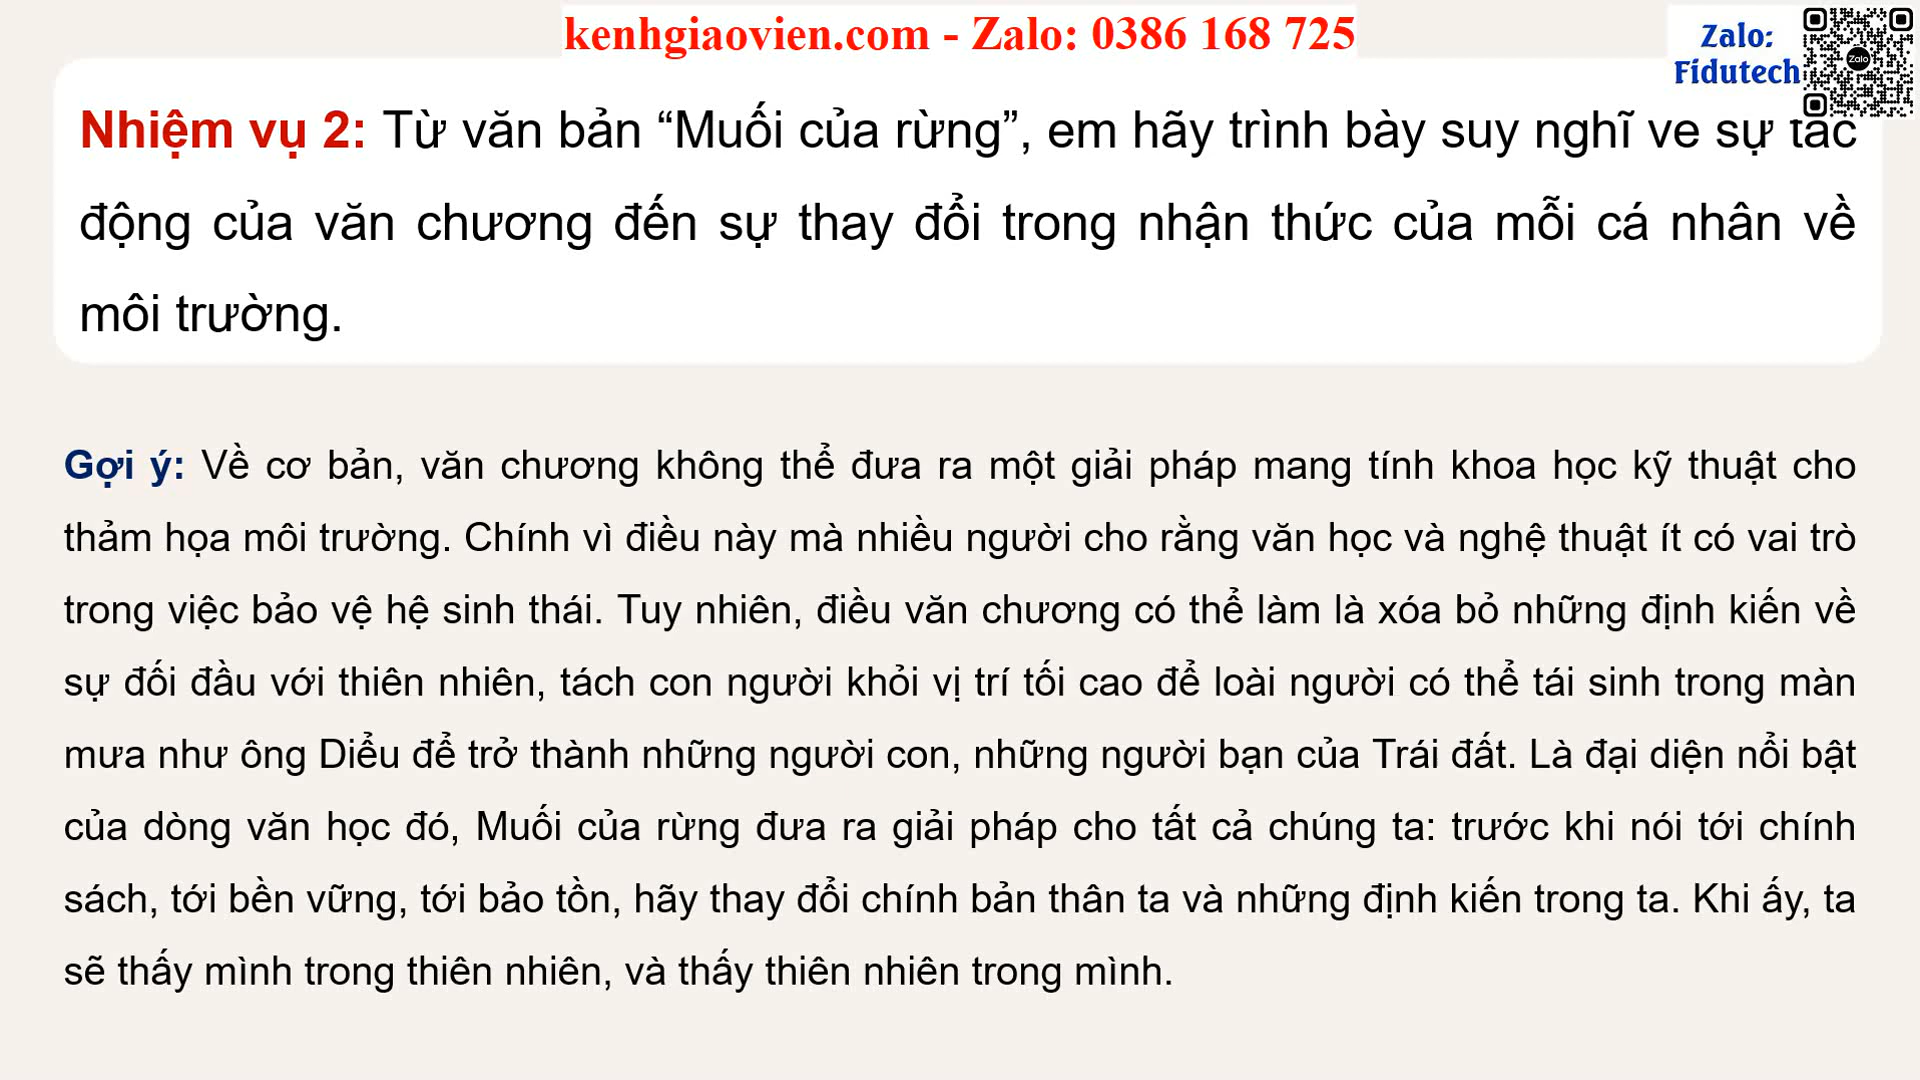 kenhgiaovien.com - Zalo: 0386 168 725
Zalo:
Fidutech
Zalo
Nhiệm vụ 2: Từ văn bản “Muối của rừng”, em hãy trình bày suy nghĩ ve sự tác
động của văn chương đến sự thay đổi trong nhận thức của mỗi cá nhân về
môi trường.
Gợi ý: Về cơ bản, văn chương không thể đưa ra một giải pháp mang tính khoa học kỹ thuật cho
thảm họa môi trường. Chính vì điều này mà nhiều người cho rằng văn học và nghệ thuật ít có vai trò
trong việc bảo vệ hệ sinh thái. Tuy nhiên, điều văn chương có thể làm là xóa bỏ những định kiến về
sự đối đầu với thiên nhiên, tách con người khỏi vị trí tối cao để loài người có thể tái sinh trong màn
mưa như ông Diểu để trở thành những người con, những người bạn của Trái đất. Là đại diện nổi bật
của dòng văn học đó, Muối của rừng đưa ra giải pháp cho tất cả chúng ta: trước khi nói tới chính
sách, tới bền vững, tới bảo tồn, hãy thay đổi chính bản thân ta và những định kiến trong ta. Khi ấy, ta
sẽ thấy mình trong thiên nhiên, và thấy thiên nhiên trong mình.